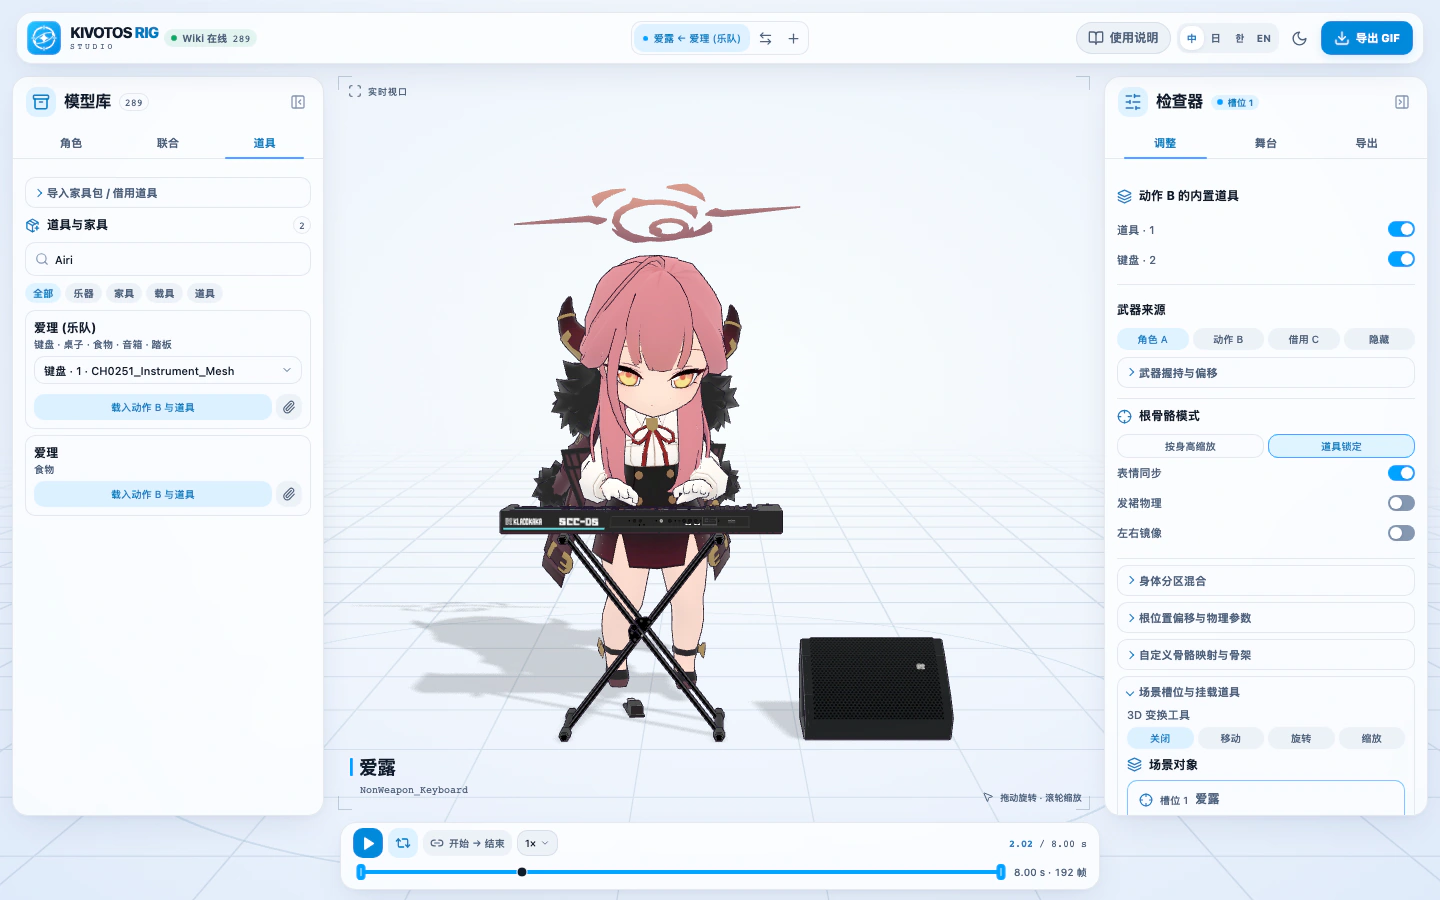 KIVOTOS RIG
STUDIO
Wiki 在线 289
爱露 ← 爱理 (乐队)
使用说明
中 日 한 EN
导出 GIF
模型库 289
角色 联合 道具
导入家具包 / 借用道具
道具与家具 2
Airi
全部 乐器 家具 载具 道具
爱理 (乐队)
键盘 · 桌子 · 食物 · 音箱 · 踏板
键盘 · 1 · CH0251_Instrument_Mesh
载入动作 B 与道具
爱理
食物
载入动作 B 与道具
实时视口
KLADONAKA SCC-DS
爱露
NonWeapon_Keyboard
拖动旋转 · 滚轮缩放
开始 → 结束
1×
2.02 / 8.00 s
8.00 s · 192 帧
检查器 槽位 1
调整 舞台 导出
动作 B 的内置道具
道具 · 1
键盘 · 2
武器来源
角色 A 动作 B 借用 C 隐藏
武器握持与偏移
根骨骼模式
按身高缩放 道具锁定
表情同步
发裙物理
左右镜像
身体分区混合
根位置偏移与物理参数
自定义骨骼映射与骨架
场景槽位与挂载道具
3D 变换工具
关闭 移动 旋转 缩放
场景对象
槽位 1 爱露